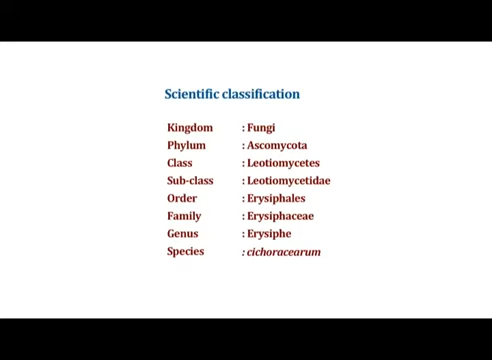 Scientific classification
Kingdom : Fungi
Phylum : Ascomycota
Class : Leotiomycetes
Sub-class : Leotiomycetidae
Order : Erysiphales
Family : Erysiphaceae
Genus : Erysiphe
Species : cichoracearum